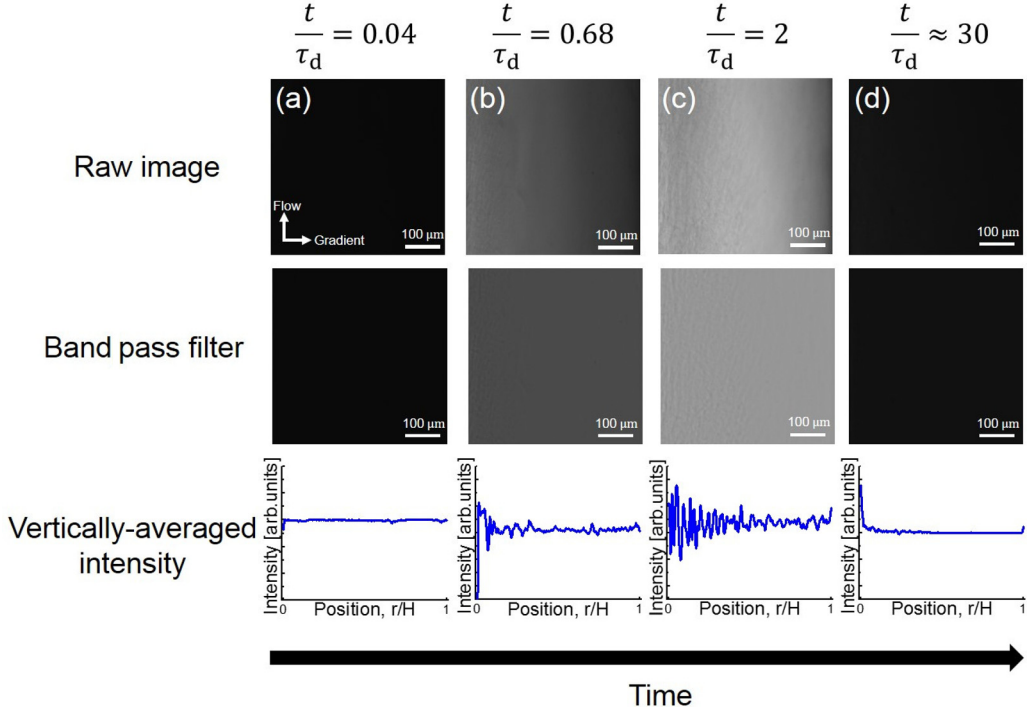 t/τd = 0.04
t/τd = 0.68
t/τd = 2
t/τd ≈ 30
Raw image
(a)
Flow
Gradient
100 μm
(b)
100 μm
(c)
100 μm
(d)
100 μm
Band pass filter
100 μm
100 μm
100 μm
100 μm
Vertically-averaged
intensity
Intensity [arb.units]
0
Position, r/H
1
Intensity [arb.units]
0
Position, r/H
1
Intensity [arb.units]
0
Position, r/H
1
Intensity [arb.units]
0
Position, r/H
1
Time